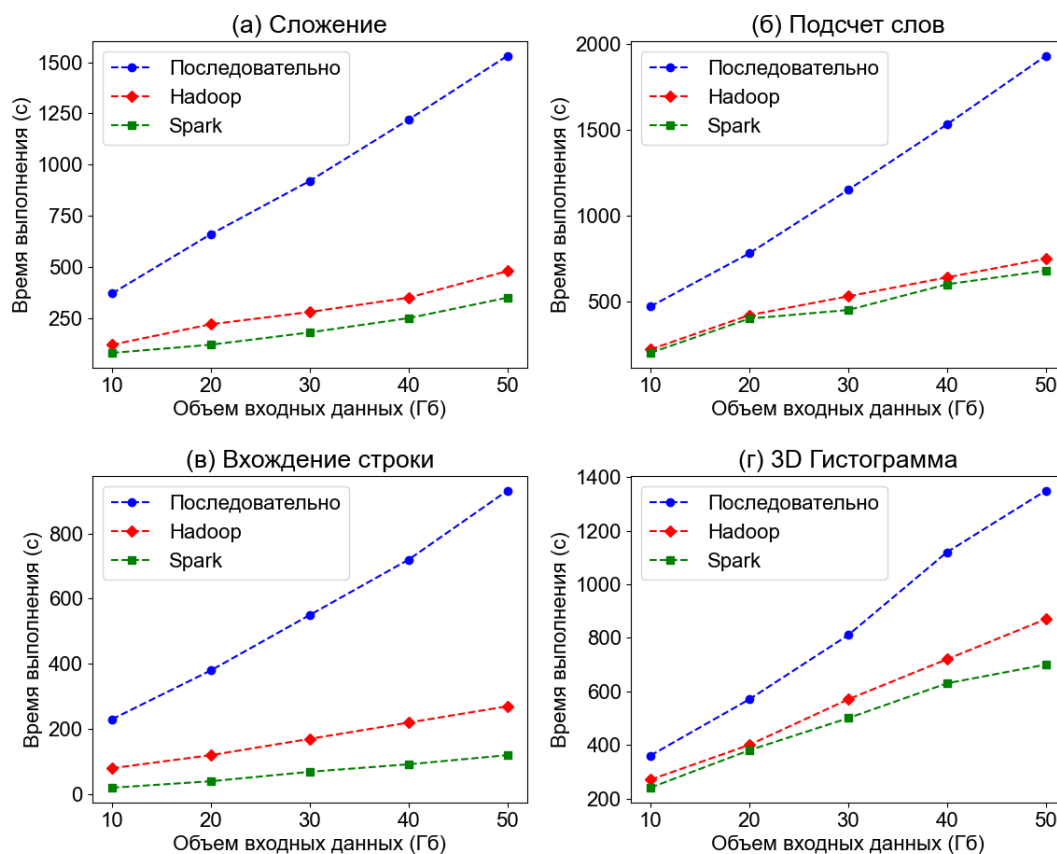 (а) Сложение
Время выполнения (с)
1500
1250
1000
750
500
250
Последовательно
Hadoop
Spark
10 20 30 40 50
Объем входных данных (Гб)
(б) Подсчет слов
Время выполнения (с)
2000
1500
1000
500
Последовательно
Hadoop
Spark
10 20 30 40 50
Объем входных данных (Гб)
(в) Вхождение строки
Время выполнения (с)
800
600
400
200
0
Последовательно
Hadoop
Spark
10 20 30 40 50
Объем входных данных (Гб)
(г) 3D Гистограмма
Время выполнения (с)
1400
1200
1000
800
600
400
200
Последовательно
Hadoop
Spark
10 20 30 40 50
Объем входных данных (Гб)